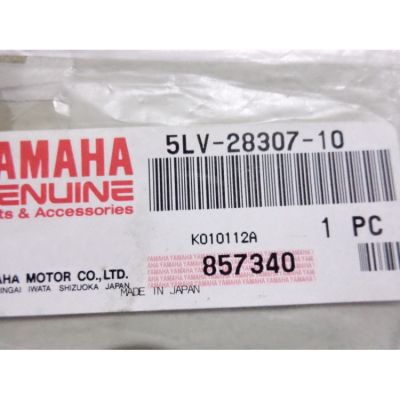 YAMAHA
GENUINE
ts & Accessories
5LV-28307-10
1 PC
K010112A
857340
AHA MOTOR CO.,LTD.
INGAI IWATA SHIZUOKA JAPAN
MADE IN JAPAN